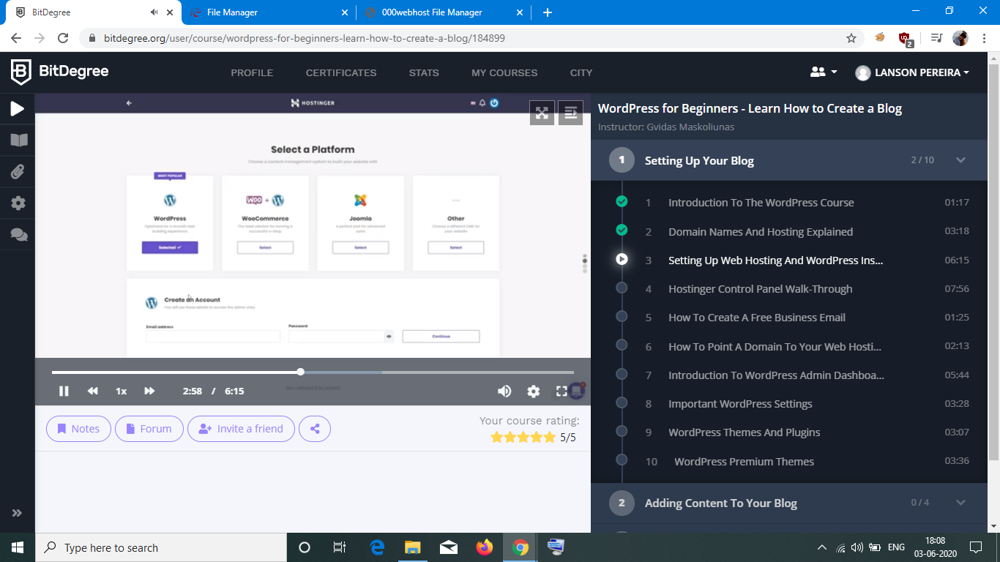 BitDegree
File Manager
000webhost File Manager
bitdegree.org/user/course/wordpress-for-beginners-learn-how-to-create-a-blog/184899
2
BitDegree
PROFILE
CERTIFICATES
STATS
MY COURSES
CITY
LANSON PEREIRA
HOSTINGER
Select a Platform
Choose a content management system to build your website with
MOST POPULAR
WordPress
Optimized for a smooth web
building experience
Selected
WOO +
WooCommerce
The ideal solution for running a
successful e-shop
Select
Joomla
A perfect pick for advanced
users
Select
Other
Choose a different CMS for
your website
Select
Create an Account
You will use these details to access the admin area
Email address
Password
Continue
1x
2:58 / 6:15
Notes
Forum
Invite a friend
Your course rating:
5/5
WordPress for Beginners - Learn How to Create a Blog
Instructor: Gvidas Maskoliunas
1 Setting Up Your Blog 2 / 10
1 Introduction To The WordPress Course 01:17
2 Domain Names And Hosting Explained 03:18
3 Setting Up Web Hosting And WordPress Ins... 06:15
4 Hostinger Control Panel Walk-Through 07:56
5 How To Create A Free Business Email 01:25
6 How To Point A Domain To Your Web Hosti... 02:13
7 Introduction To WordPress Admin Dashboa... 05:44
8 Important WordPress Settings 03:28
9 WordPress Themes And Plugins 03:07
10 WordPress Premium Themes 03:36
2 Adding Content To Your Blog 0 / 4
Type here to search
ENG
18:08
03-06-2020